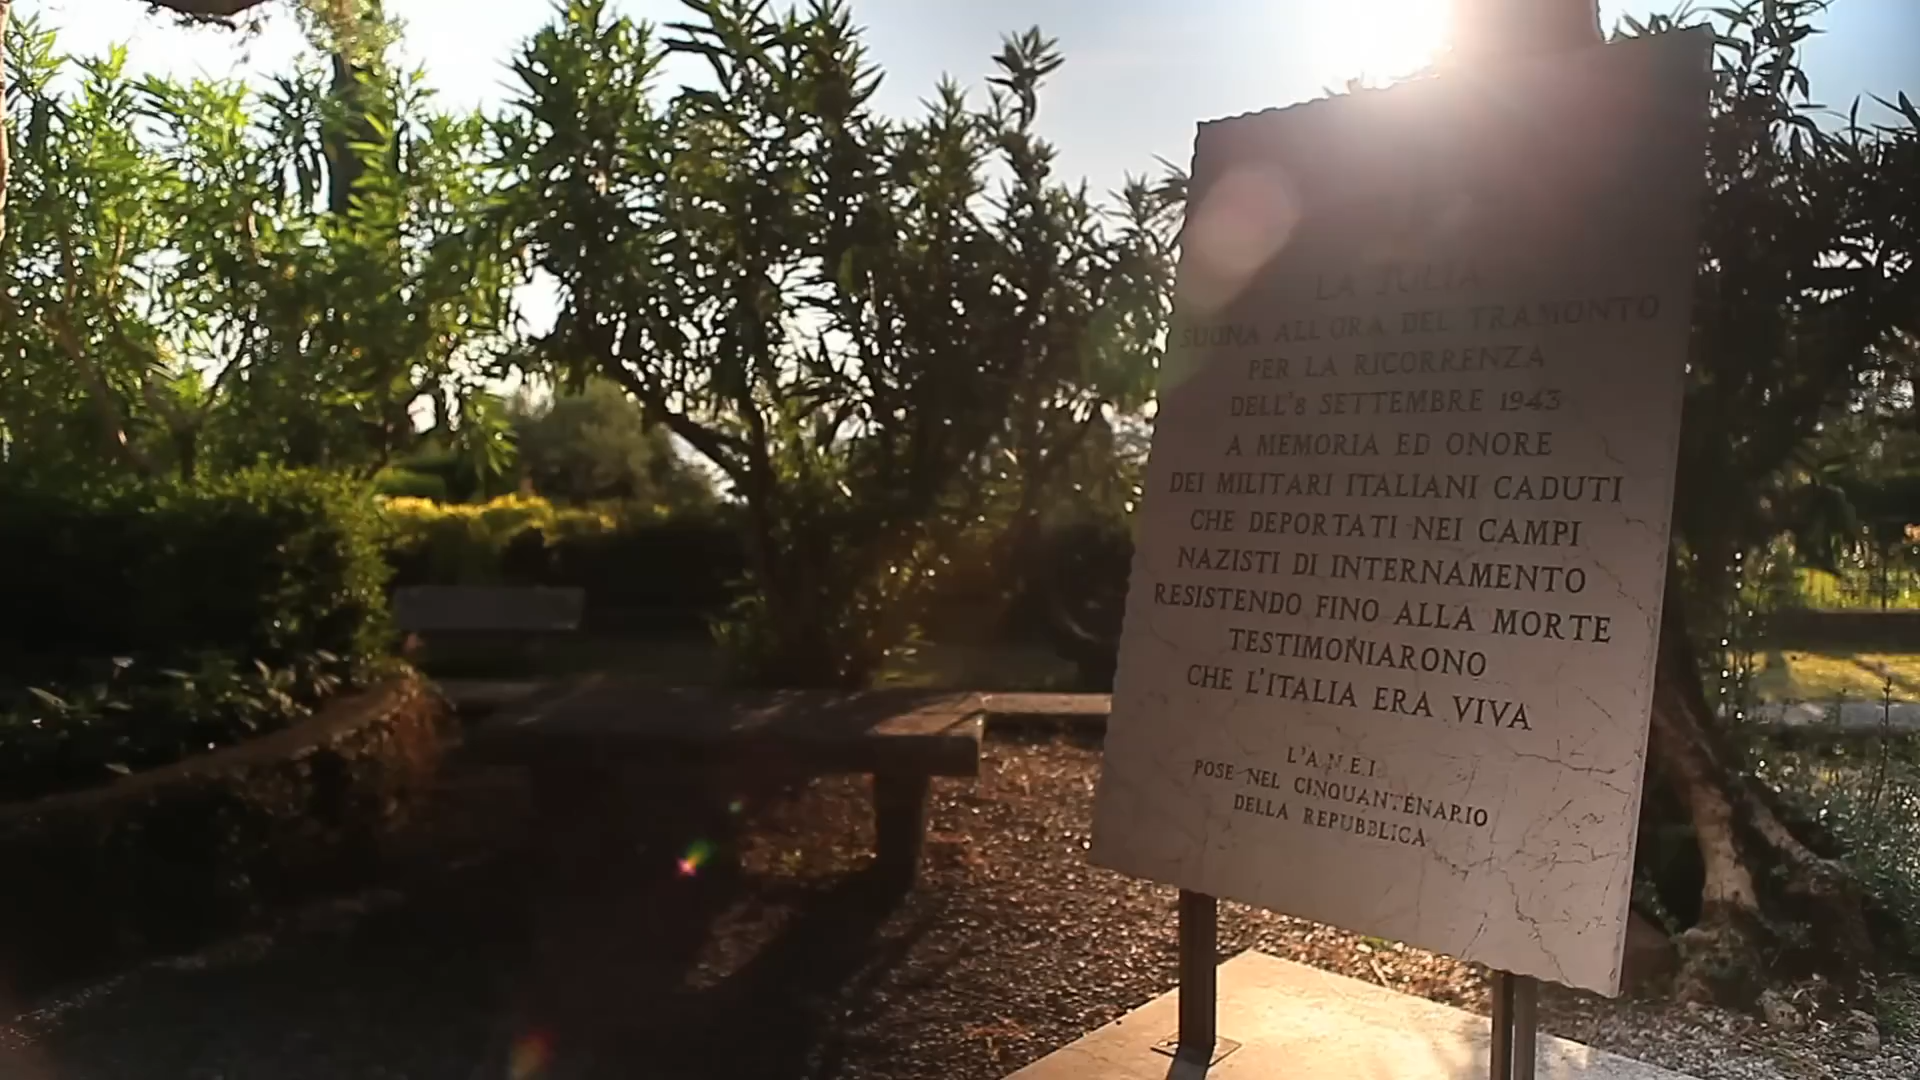 LA JULIA
SUONA ALL'ORA DEL TRAMONTO
PER LA RICORRENZA
DELL'8 SETTEMBRE 1943
A MEMORIA ED ONORE
DEI MILITARI ITALIANI CADUTI
CHE DEPORTATI NEI CAMPI
NAZISTI DI INTERNAMENTO
RESISTENDO FINO ALLA MORTE
TESTIMONIARONO
CHE L'ITALIA ERA VIVA
L'A.N.E.I.
POSE NEL CINQUANTENARIO
DELLA REPUBBLICA